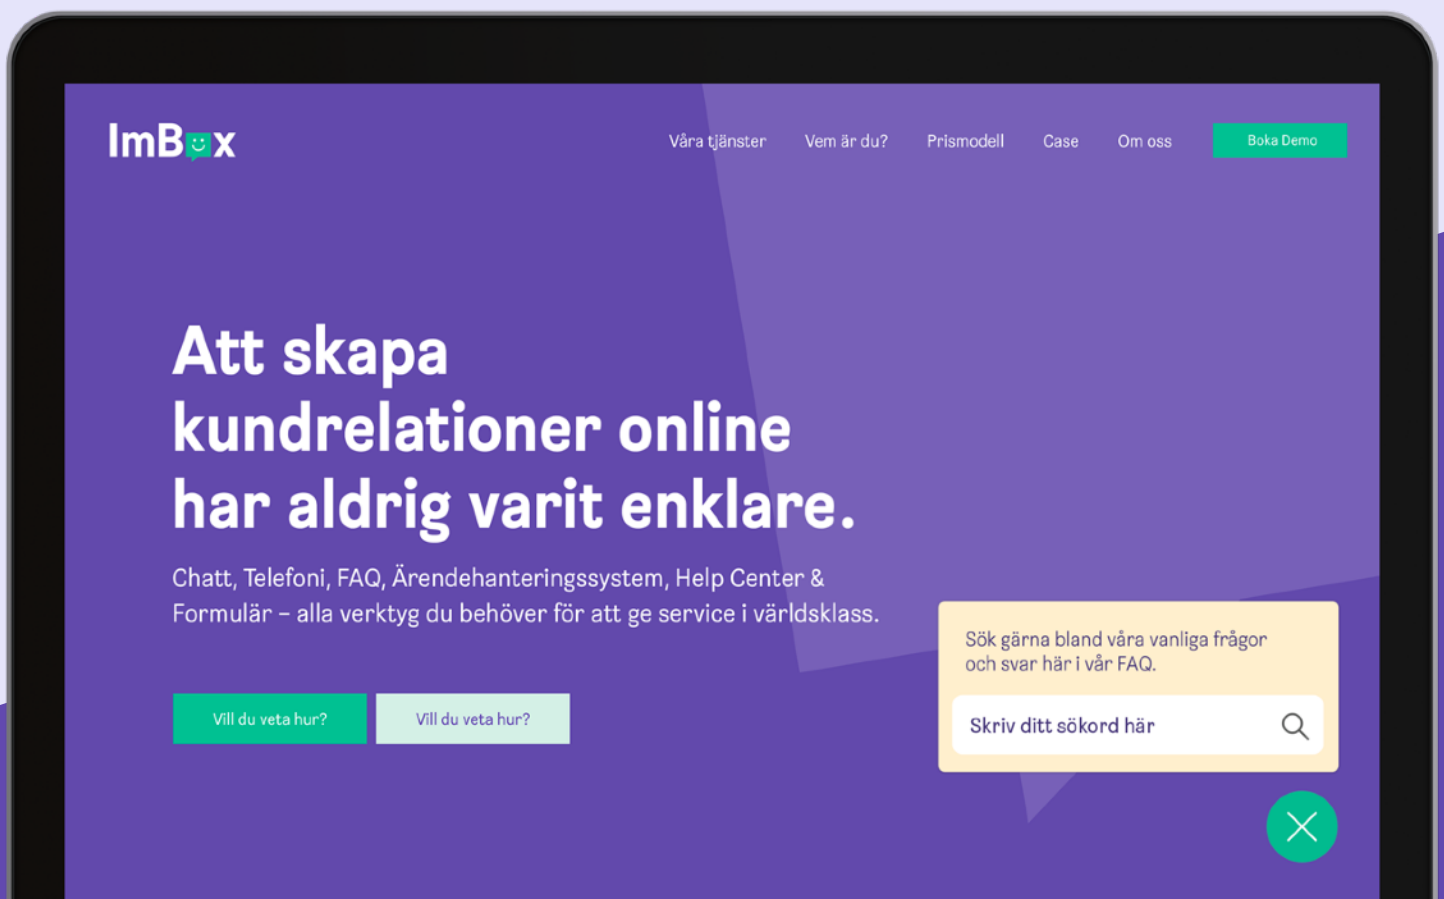 ImBox
Våra tjänster
Vem är du?
Prismodell
Case
Om oss
Boka Demo
Att skapa
kundrelationer online
har aldrig varit enklare.
Chatt, Telefoni, FAQ, Ärendehanteringssystem, Help Center &
Formulär – alla verktyg du behöver för att ge service i världsklass.
Vill du veta hur?
Vill du veta hur?
Sök gärna bland våra vanliga frågor
och svar här i vår FAQ.
Skriv ditt sökord här